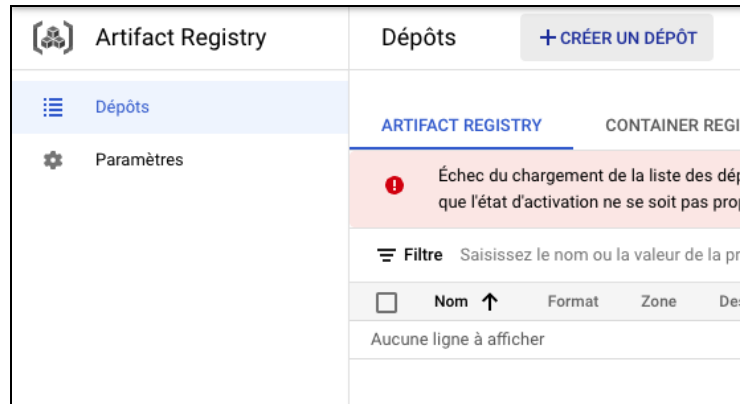 Artifact Registry
Dépôts
+ CRÉER UN DÉPÔT
Dépôts
Paramètres
ARTIFACT REGISTRY
CONTAINER REGI
Échec du chargement de la liste des dép
que l'état d'activation ne se soit pas prop
Filtre Saisissez le nom ou la valeur de la pr
Nom Format Zone Des
Aucune ligne à afficher